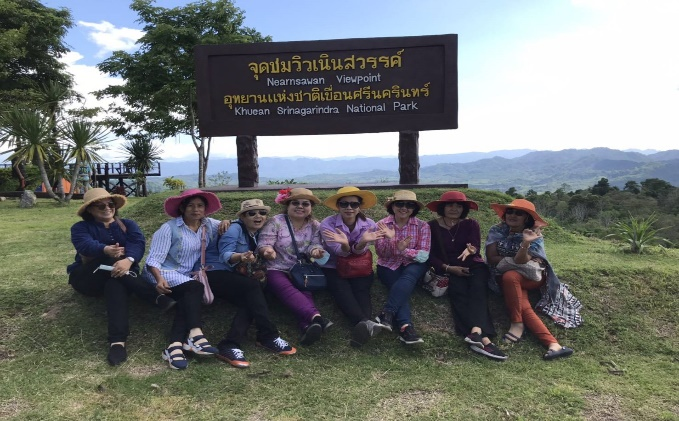 จุดชมวิวเนินสวรรค์
Nearnsawan Viewpoint
อุทยานแห่งชาติเขื่อนศรีนครินทร์
Khuean Srinagarindra National Park